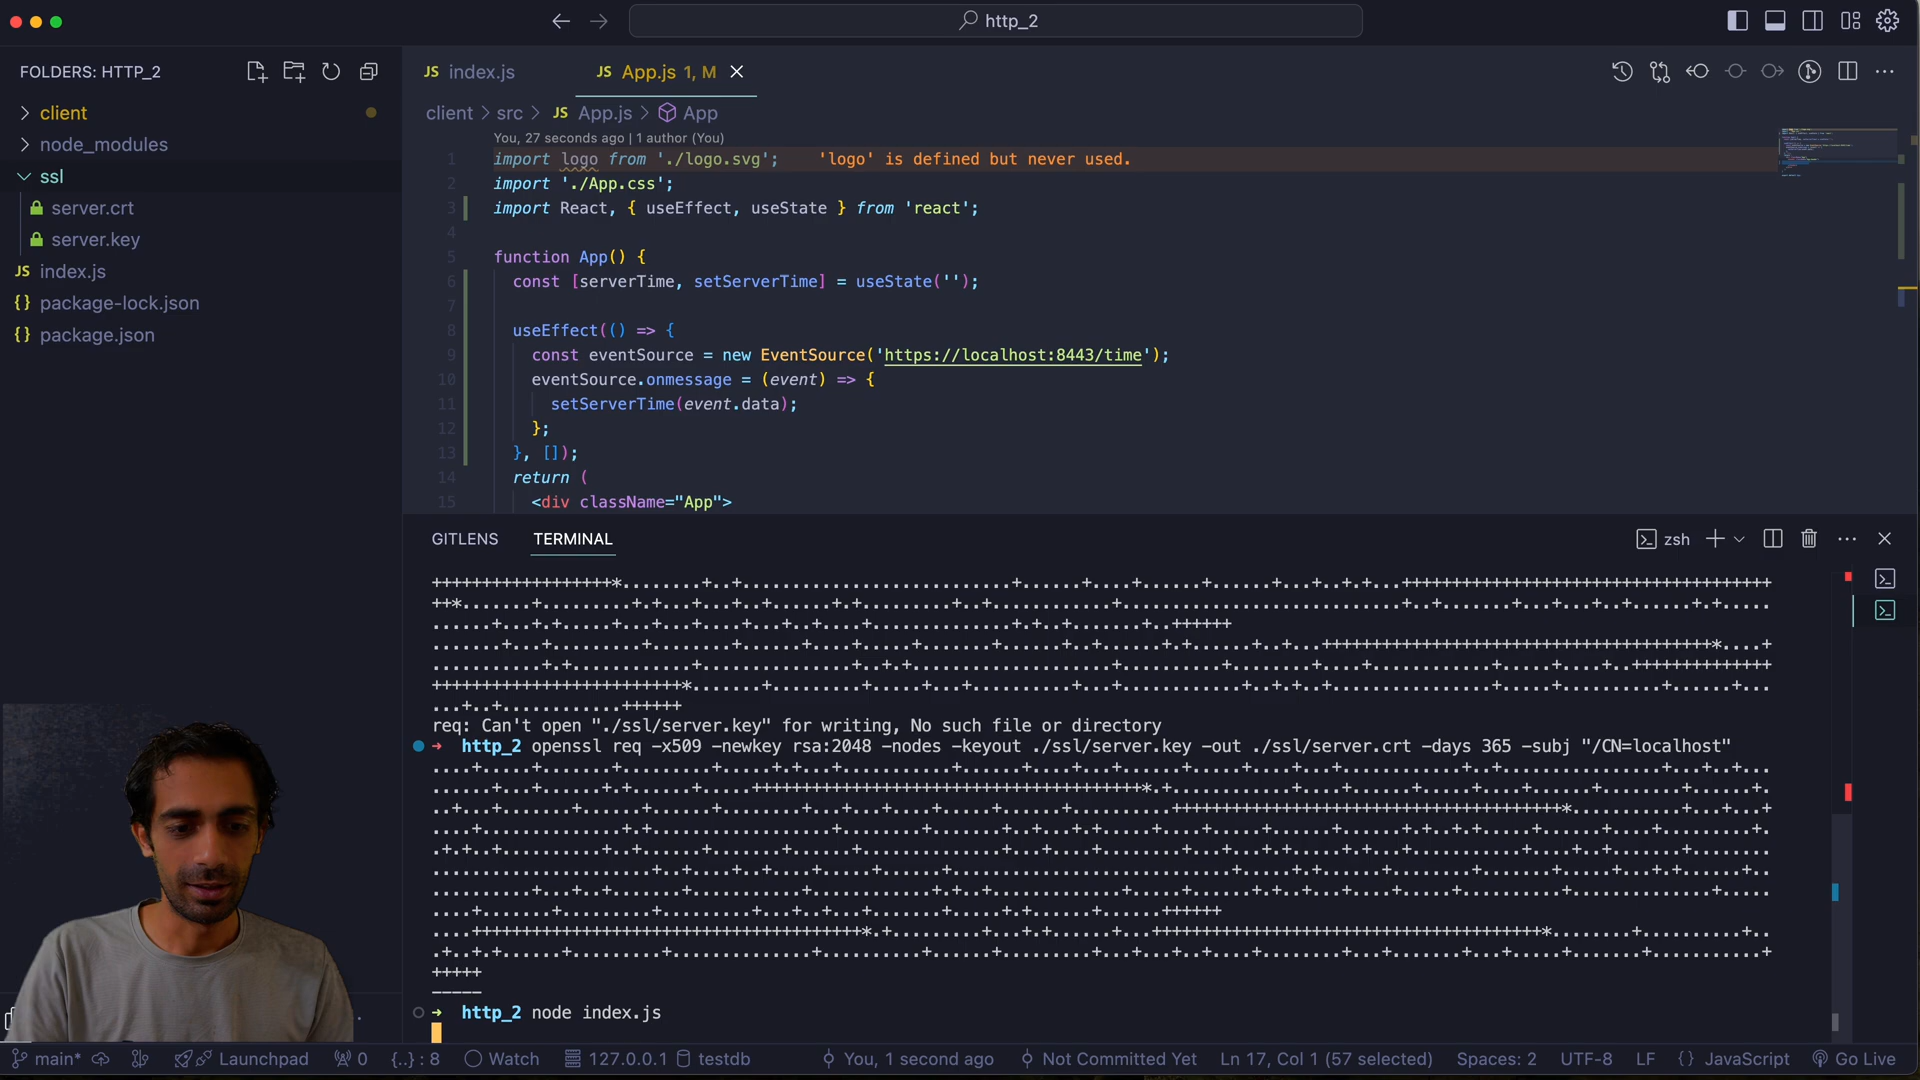 http_2
FOLDERS: HTTP_2
client
node_modules
ssl
server.crt
server.key
JS index.js
{} package-lock.json
{} package.json
JS index.js
JS App.js 1, M
client > src > JS App.js > App
You, 27 seconds ago | 1 author (You)
1 import logo from './logo.svg'; 'logo' is defined but never used.
2 import './App.css';
3 import React, { useEffect, useState } from 'react';
4
5 function App() {
6 const [serverTime, setServerTime] = useState('');
7
8 useEffect(() => {
9 const eventSource = new EventSource('https://localhost:8443/time');
10 eventSource.onmessage = (event) => {
11 setServerTime(event.data);
12 };
13 }, []);
14 return (
15 <div className="App">
GITLENS TERMINAL
zsh
req: Can't open "./ssl/server.key" for writing, No such file or directory
→ http_2 openssl req -x509 -newkey rsa:2048 -nodes -keyout ./ssl/server.key -out ./ssl/server.crt -days 365 -subj "/CN=localhost"
+++++
-----
→ http_2 node index.js
main* Launchpad 0 {..} : 8 Watch 127.0.0.1 testdb You, 1 second ago Not Committed Yet Ln 17, Col 1 (57 selected) Spaces: 2 UTF-8 LF {} JavaScript Go Live